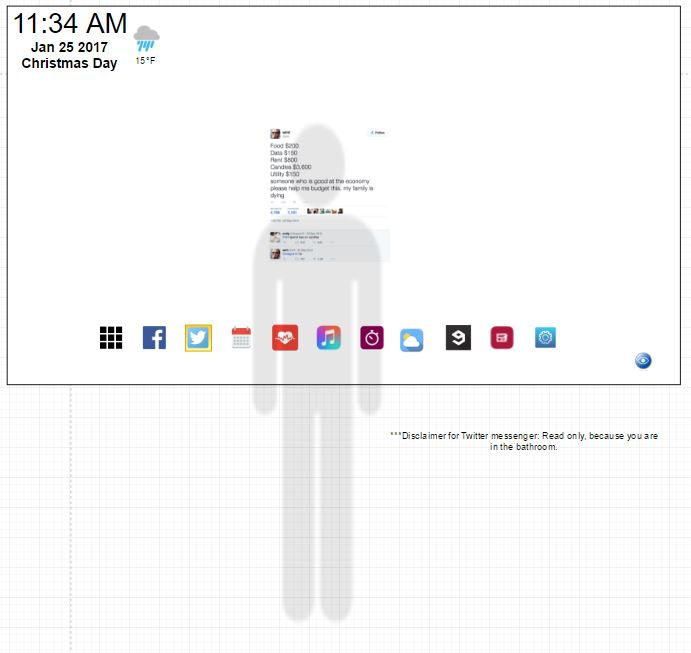 11:34 AM
Jan 25 2017
Christmas Day
15°F
Follow
Food $200
Data $150
Rent $800
Candles $3,600
Utility $150
someone who is good at the economy
please help me budget this. my family is
dying
***Disclaimer for Twitter messenger: Read only, because you are
in the bathroom.